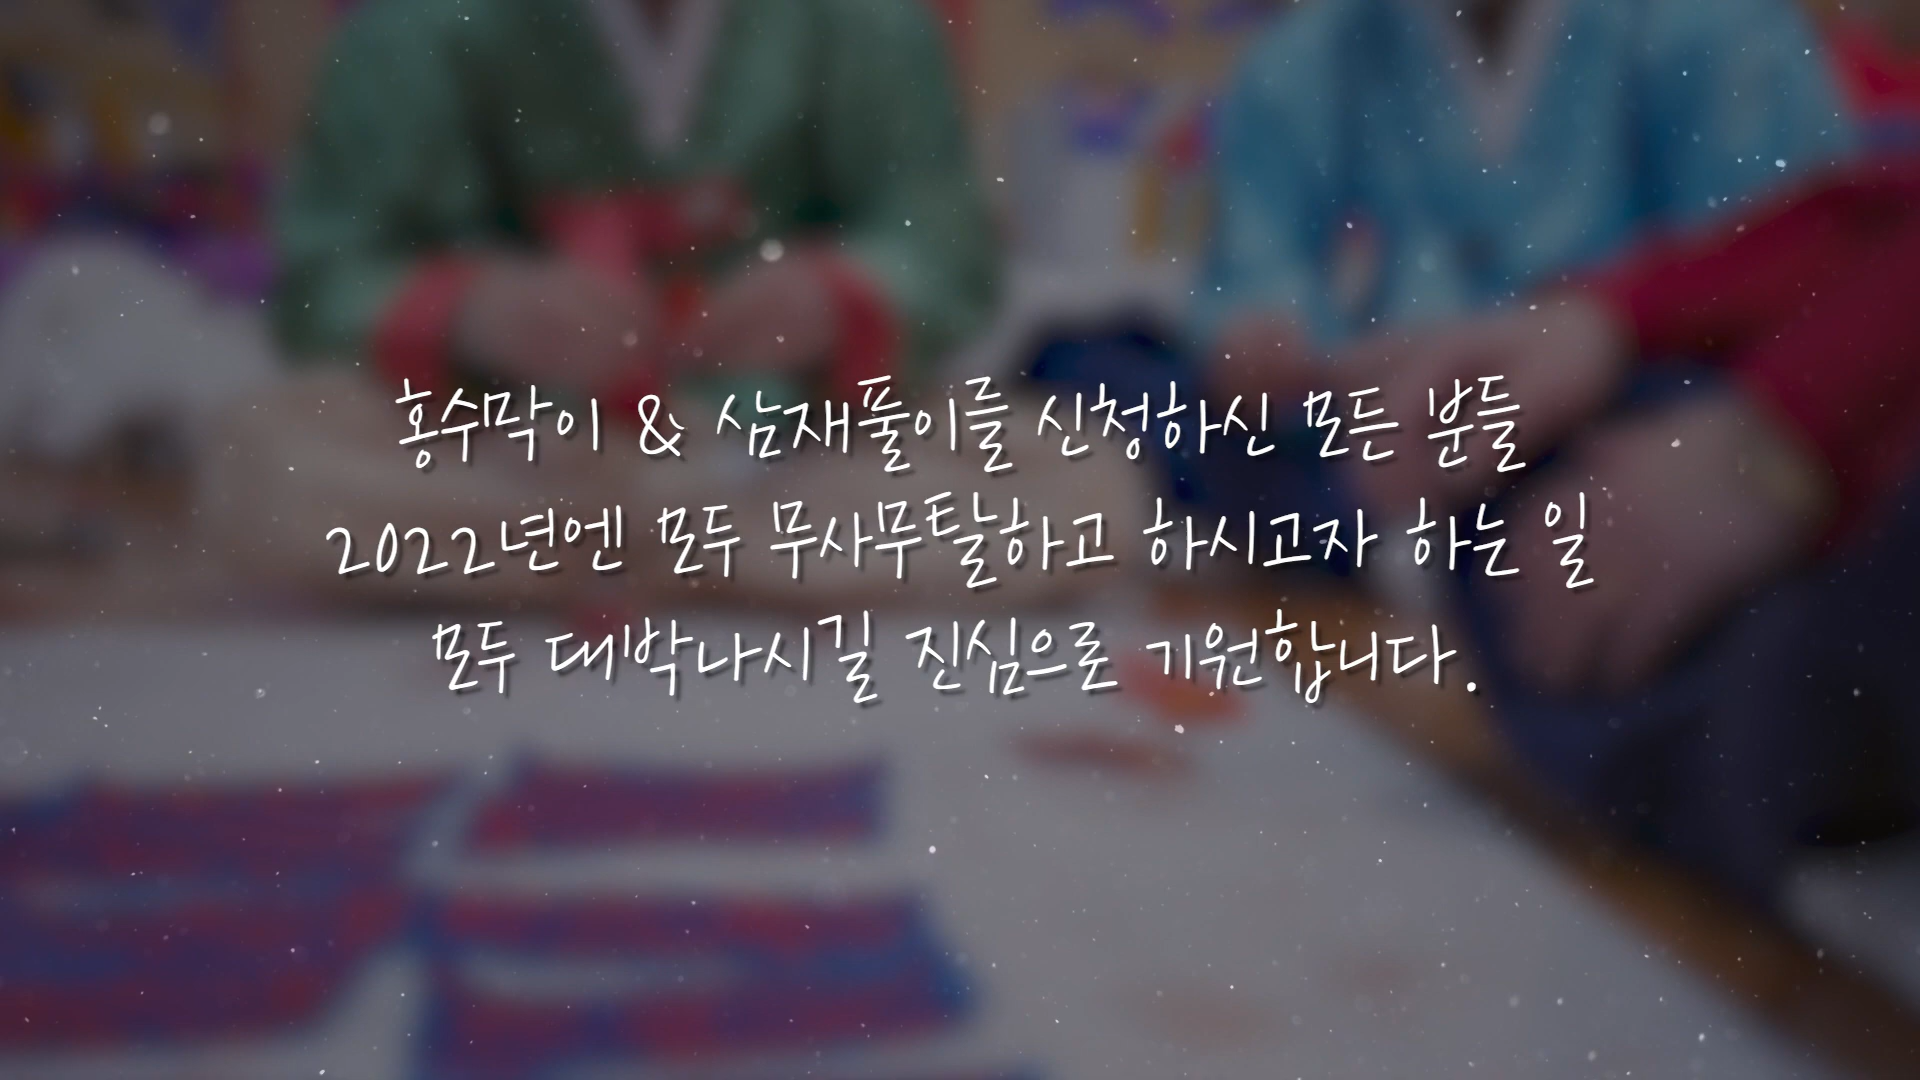 홍수막이 & 삼재풀이를 신청하신 모든 분들
2022년엔 모두 무사무탈하고 하시고자 하는 일
모두 대박나시길 진심으로 기원합니다.